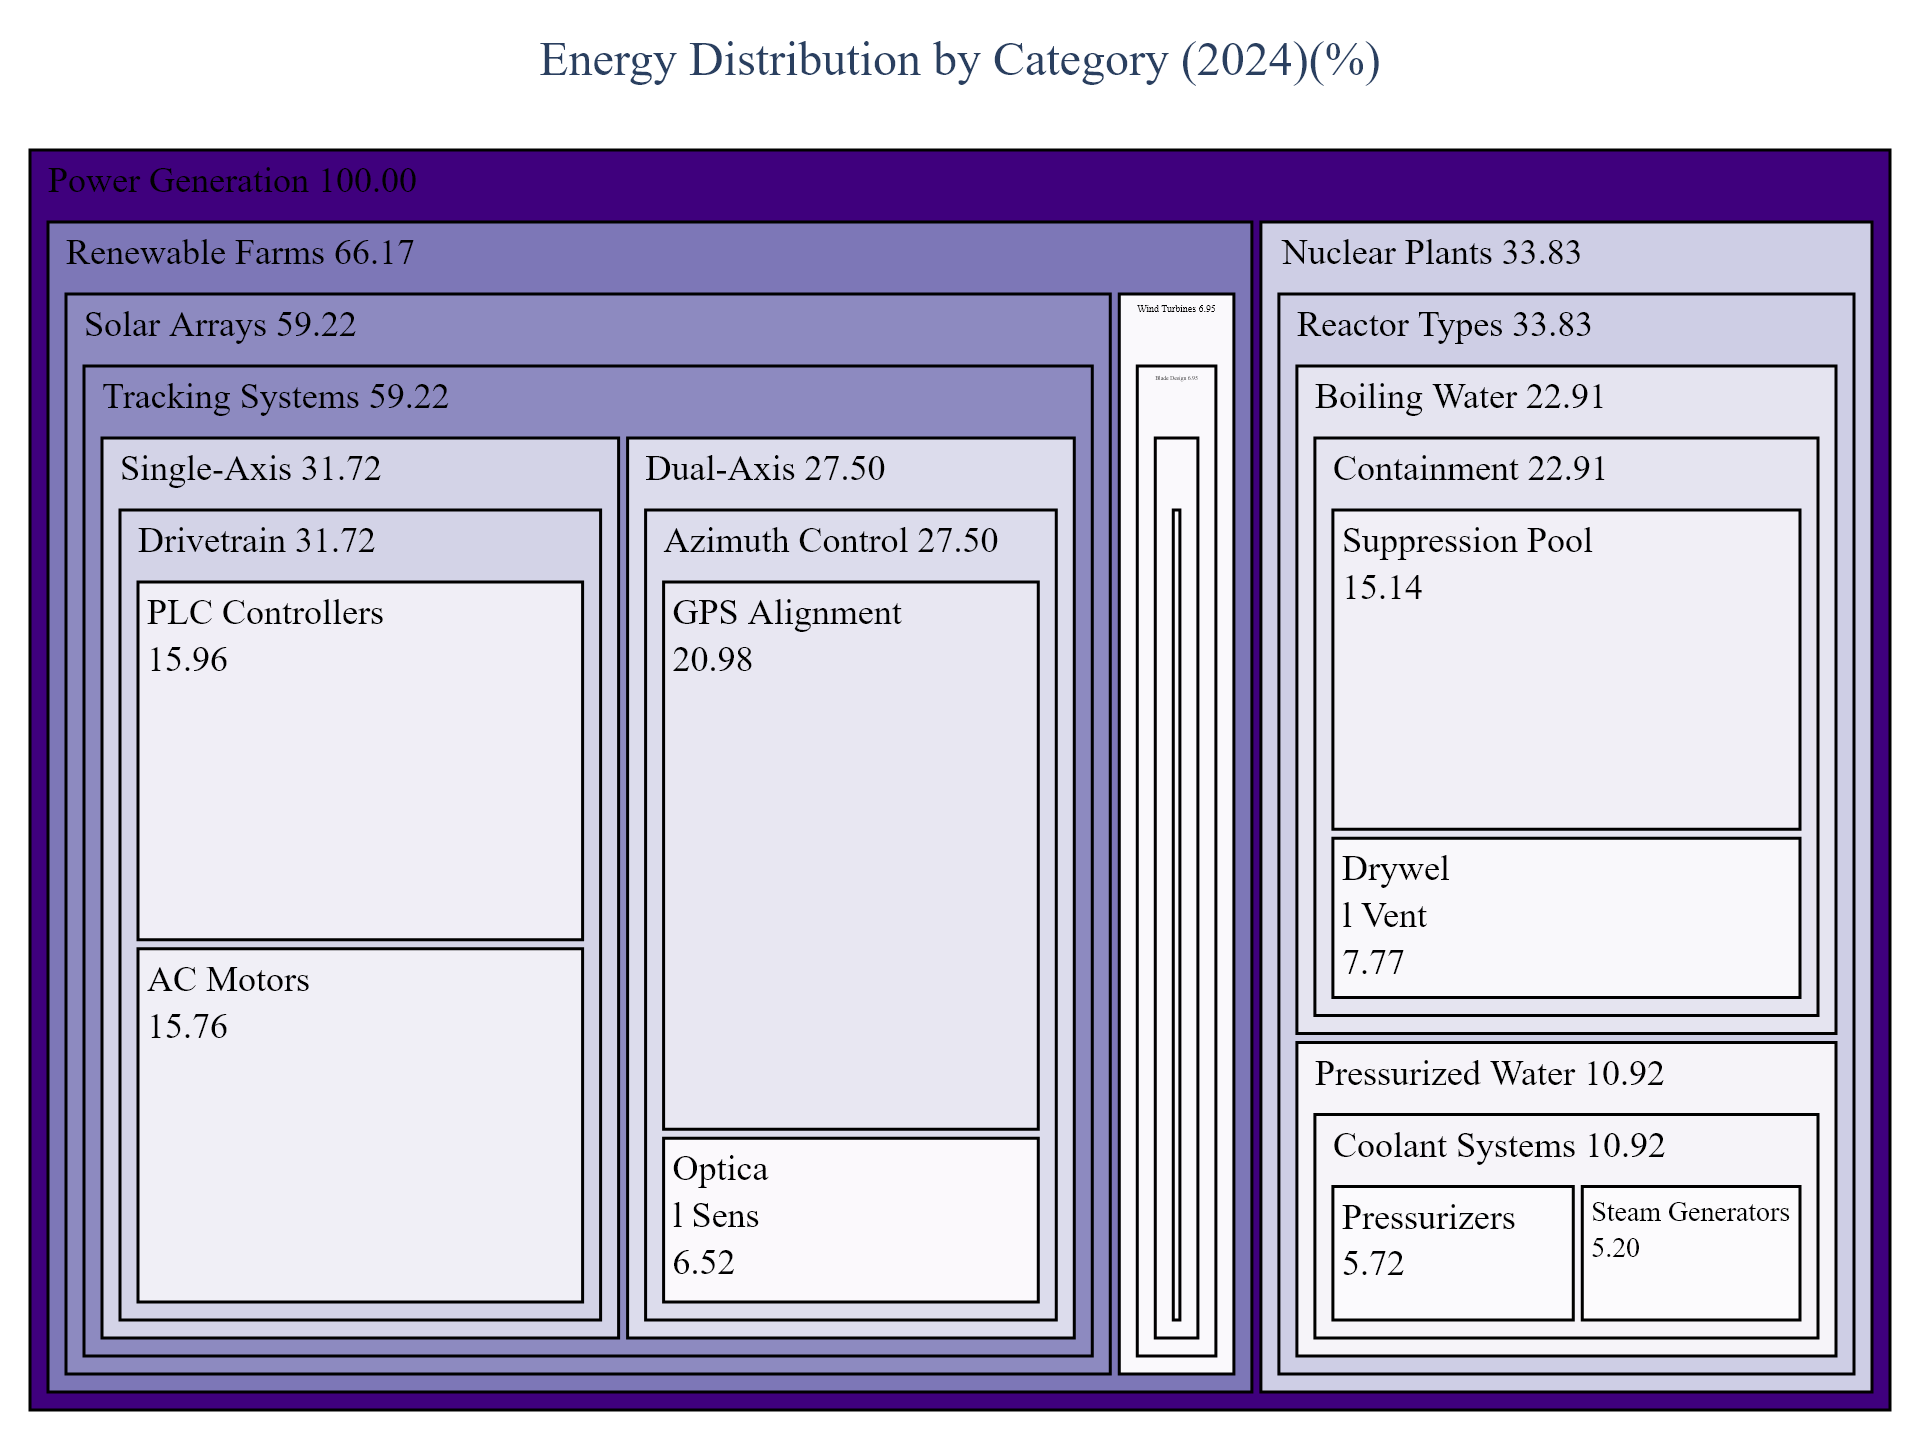 Energy Distribution by Category (2024)(%)
Power Generation 100.00
Renewable Farms 66.17
Solar Arrays 59.22
Tracking Systems 59.22
Single-Axis 31.72
Drivetrain 31.72
PLC Controllers
15.96
AC Motors
15.76
Dual-Axis 27.50
Azimuth Control 27.50
GPS Alignment
20.98
Optica
l Sens
6.52
Wind Turbines 6.95
Blade Design 6.95
Nuclear Plants 33.83
Reactor Types 33.83
Boiling Water 22.91
Containment 22.91
Suppression Pool
15.14
Drywel
l Vent
7.77
Pressurized Water 10.92
Coolant Systems 10.92
Pressurizers
5.72
Steam Generators
5.20